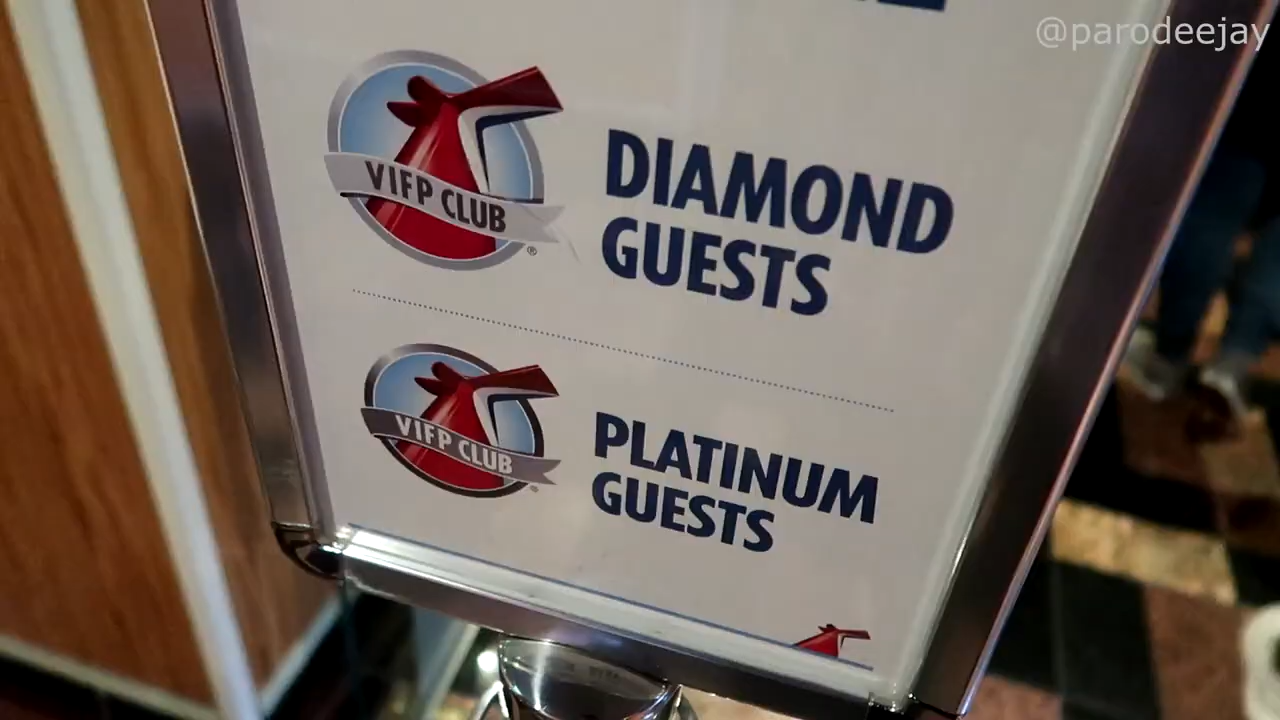 @parodeejay
VIFP CLUB
®
DIAMOND
GUESTS
VIFP CLUB
PLATINUM
GUESTS